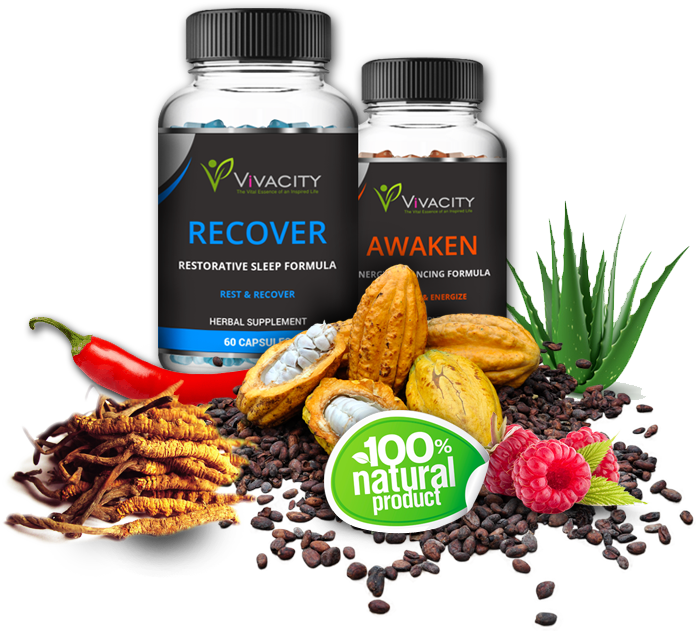 ViVACITY
The Vital Essence of an Inspired Life
RECOVER
RESTORATIVE SLEEP FORMULA
REST & RECOVER
HERBAL SUPPLEMENT
60 CAPSULES
ViVACITY
The Vital Essence of an Inspired Life
AWAKEN
FORMULA
& ENERGIZE
100%
natural
product